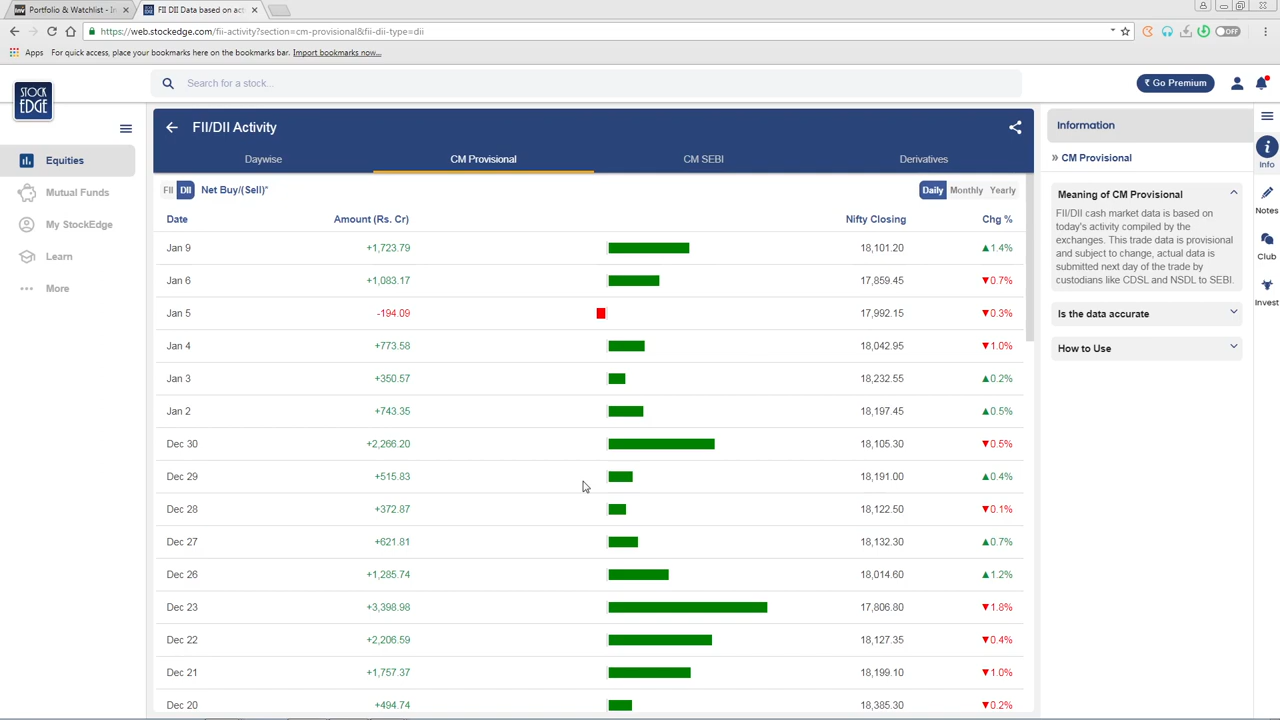 Portfolio & Watchlist - In
FII DII Data based on act
https://web.stockedge.com/fii-activity?section=cm-provisional&fii-dii-type=dii
OFF
Apps For quick access, place your bookmarks here on the bookmarks bar. Import bookmarks now...
STOCK
EDGE
Search for a stock...
₹ Go Premium
Equities
Mutual Funds
My StockEdge
Learn
More
FII/DII Activity
Daywise CM Provisional CM SEBI Derivatives
FII DII Net Buy/(Sell)* Daily Monthly Yearly
Date Amount (Rs. Cr) Nifty Closing Chg %
Jan 9 +1,723.79 18,101.20 ▲1.4%
Jan 6 +1,083.17 17,859.45 ▼0.7%
Jan 5 -194.09 17,992.15 ▼0.3%
Jan 4 +773.58 18,042.95 ▼1.0%
Jan 3 +350.57 18,232.55 ▲0.2%
Jan 2 +743.35 18,197.45 ▲0.5%
Dec 30 +2,266.20 18,105.30 ▼0.5%
Dec 29 +515.83 18,191.00 ▲0.4%
Dec 28 +372.87 18,122.50 ▼0.1%
Dec 27 +621.81 18,132.30 ▲0.7%
Dec 26 +1,285.74 18,014.60 ▲1.2%
Dec 23 +3,398.98 17,806.80 ▼1.8%
Dec 22 +2,206.59 18,127.35 ▼0.4%
Dec 21 +1,757.37 18,199.10 ▼1.0%
Dec 20 +494.74 18,385.30 ▼0.2%
Information
» CM Provisional
Meaning of CM Provisional
FII/DII cash market data is based on
today's activity compiled by the
exchanges. This trade data is provisional
and subject to change, actual data is
submitted next day of the trade by
custodians like CDSL and NSDL to SEBI.
Is the data accurate
How to Use
Info
Notes
Club
Invest